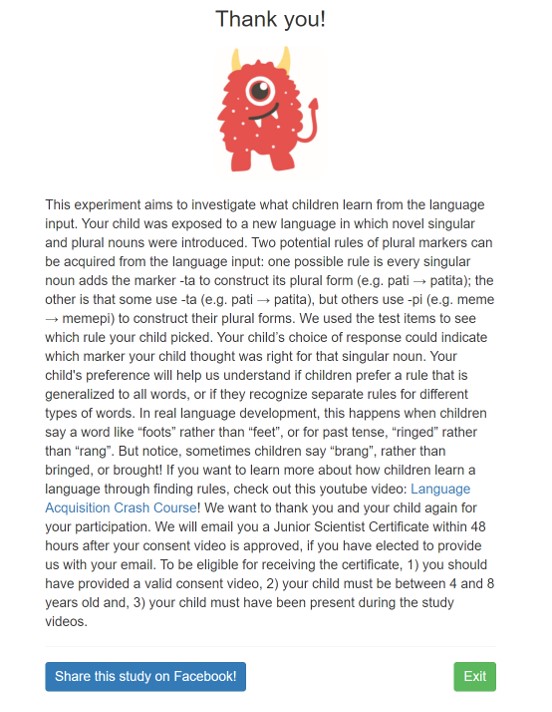 Thank you!
This experiment aims to investigate what children learn from the language
input. Your child was exposed to a new language in which novel singular
and plural nouns were introduced. Two potential rules of plural markers can
be acquired from the language input: one possible rule is every singular
noun adds the marker -ta to construct its plural form (e.g. pati → patita); the
other is that some use -ta (e.g. pati → patita), but others use -pi (e.g. meme
→ memepi) to construct their plural forms. We used the test items to see
which rule your child picked. Your child’s choice of response could indicate
which marker your child thought was right for that singular noun. Your
child's preference will help us understand if children prefer a rule that is
generalized to all words, or if they recognize separate rules for different
types of words. In real language development, this happens when children
say a word like “foots” rather than “feet”, or for past tense, “ringed” rather
than “rang”. But notice, sometimes children say “brang”, rather than
bringed, or brought! If you want to learn more about how children learn a
language through finding rules, check out this youtube video: Language
Acquisition Crash Course! We want to thank you and your child again for
your participation. We will email you a Junior Scientist Certificate within 48
hours after your consent video is approved, if you have elected to provide
us with your email. To be eligible for receiving the certificate, 1) you should
have provided a valid consent video, 2) your child must be between 4 and 8
years old and, 3) your child must have been present during the study
videos.
Share this study on Facebook!
Exit